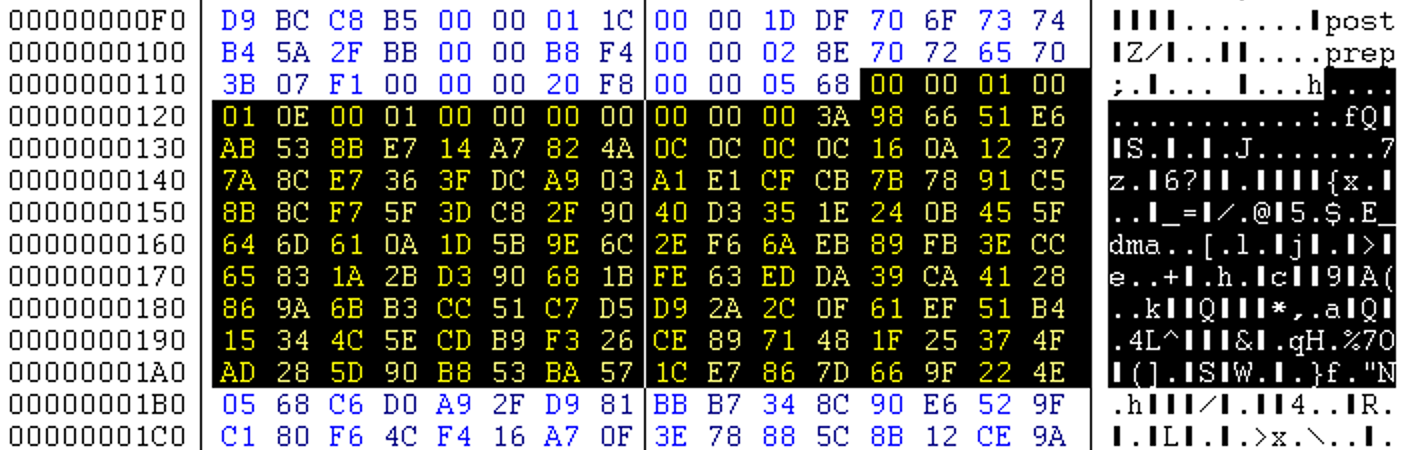 00000000F0 D9 BC C8 B5 00 00 01 1C 00 00 1D DF 70 6F 73 74 ▌▌▌▌.......▌post
0000000100 B4 5A 2F BB 00 00 B8 F4 00 00 02 8E 70 72 65 70 ▌Z/▌..▌▌....prep
0000000110 3B 07 F1 00 00 00 20 F8 00 00 05 68 00 00 01 00 ;.▌... ▌...h....
0000000120 01 0E 00 01 00 00 00 00 00 00 00 3A 98 66 51 E6 ...........:.fQ▌
0000000130 AB 53 8B E7 14 A7 82 4A 0C 0C 0C 0C 16 0A 12 37 ▌S.▌.▌.J.......7
0000000140 7A 8C E7 36 3F DC A9 03 A1 E1 CF CB 7B 78 91 C5 z.▌6?▌▌.▌▌▌▌{x.▌
0000000150 8B 8C F7 5F 3D C8 2F 90 40 D3 35 1E 24 0B 45 5F ..▌_=▌/.@▌5.$.E_
0000000160 64 6D 61 0A 1D 5B 9E 6C 2E F6 6A EB 89 FB 3E CC dma..[.l.▌j▌.▌>▌
0000000170 65 83 1A 2B D3 90 68 1B FE 63 ED DA 39 CA 41 28 e..+▌.h.▌c▌▌9▌A(
0000000180 86 9A 6B B3 CC 51 C7 D5 D9 2A 2C 0F 61 EF 51 B4 ..k▌▌Q▌▌▌*,.a▌Q▌
0000000190 15 34 4C 5E CD B9 F3 26 CE 89 71 48 1F 25 37 4F .4L^▌▌▌&▌.qH.%7O
00000001A0 AD 28 5D 90 B8 53 BA 57 1C E7 86 7D 66 9F 22 4E ▌(].▌S▌W.▌.}f."N
00000001B0 05 68 C6 D0 A9 2F D9 81 BB B7 34 8C 90 E6 52 9F .h▌▌▌/▌.▌▌4..▌R.
00000001C0 C1 80 F6 4C F4 16 A7 0F 3E 78 88 5C 8B 12 CE 9A ▌.▌L▌.▌.>x.\..▌.